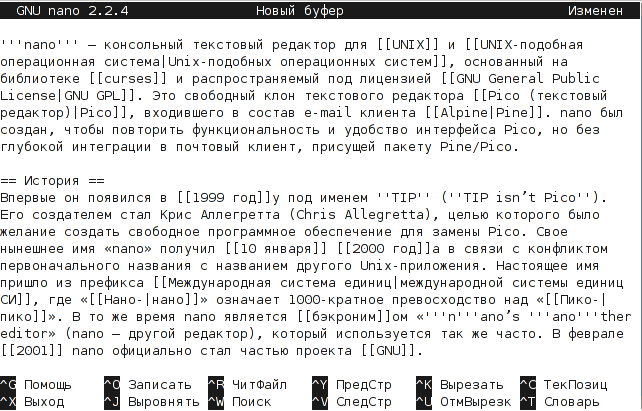 GNU nano 2.2.4 Новый буфер Изменен
'''nano''' — консольный текстовый редактор для [[UNIX]] и [[UNIX-подобная
операционная система|Unix-подобных операционных систем]], основанный на
библиотеке [[curses]] и распространяемый под лицензией [[GNU General Public
License|GNU GPL]]. Это свободный клон текстового редактора [[Pico (текстовый
редактор)|Pico]], входившего в состав e-mail клиента [[Alpine|Pine]]. nano был
создан, чтобы повторить функциональность и удобство интерфейса Pico, но без
глубокой интеграции в почтовый клиент, присущей пакету Pine/Pico.
== История ==
Впервые он появился в [[1999 год]]у под именем ''TIP'' (''TIP isn't Pico'').
Его создателем стал Крис Аллегретта (Chris Allegretta), целью которого было
желание создать свободное программное обеспечение для замены Pico. Свое
нынешнее имя «nano» получил [[10 января]] [[2000 год]]а в связи с конфликтом
первоначального названия с названием другого Unix-приложения. Настоящее имя
пришло из префикса [[Международная система единиц|международной системы единиц
СИ]], где «[[Нано-|нано]]» означает 1000-кратное превосходство над «[[Пико-|
пико]]». В то же время nano является [[бэкроним]]ом «'''n'''ano's '''ano'''ther
editor» (nano — другой редактор), который используется так же часто. В феврале
[[2001]] nano официально стал частью проекта [[GNU]].
^G Помощь ^O Записать ^R ЧитФайл ^Y ПредСтр ^K Вырезать ^C ТекПозиц
^X Выход ^J Выровнять ^W Поиск ^V СледСтр ^U ОтмВырезк ^T Словарь